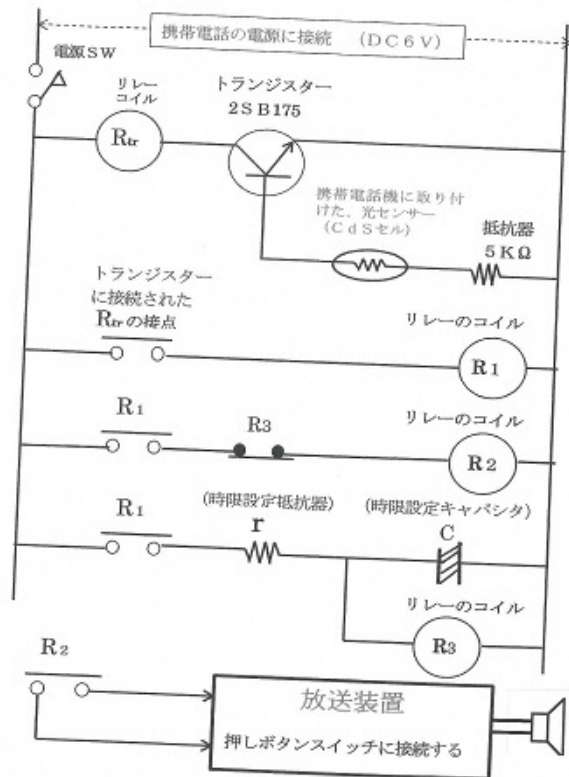 携帯電話の電源に接続 (DC6V)
電源SW
リレー
コイル
Rtr
トランジスター
2SB175
携帯電話機に取り付
けた、光センサー
(CdSセル)
抵抗器
5KΩ
トランジスター
に接続された
Rtrの接点
リレーのコイル
R1
R1
R3
リレーのコイル
R2
R1
(時限設定抵抗器)
r
(時限設定キャパシタ)
C
リレーのコイル
R3
R2
放送装置
押しボタンスイッチに接続する